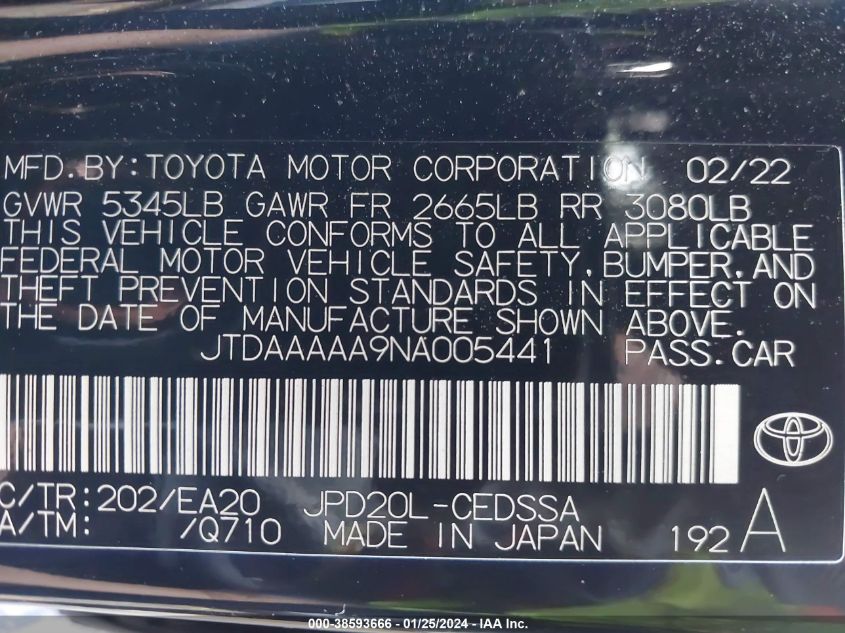 MFD. BY: TOYOTA MOTOR CORPORATION 02/22
GVWR 5345LB GAWR FR 2665LB RR 3080LB
THIS VEHICLE CONFORMS TO ALL APPLICABLE
FEDERAL MOTOR VEHICLE SAFETY, BUMPER, AND
THEFT PREVENTION STANDARDS IN EFFECT ON
THE DATE OF MANUFACTURE SHOWN ABOVE.
JTDAAAAA9NA005441 PASS. CAR
C/TR: 202/EA20 JPD20L-CEDSSA
A/TM: /Q710 MADE IN JAPAN 192 A
000-38593666 - 01/25/2024 - IAA Inc.